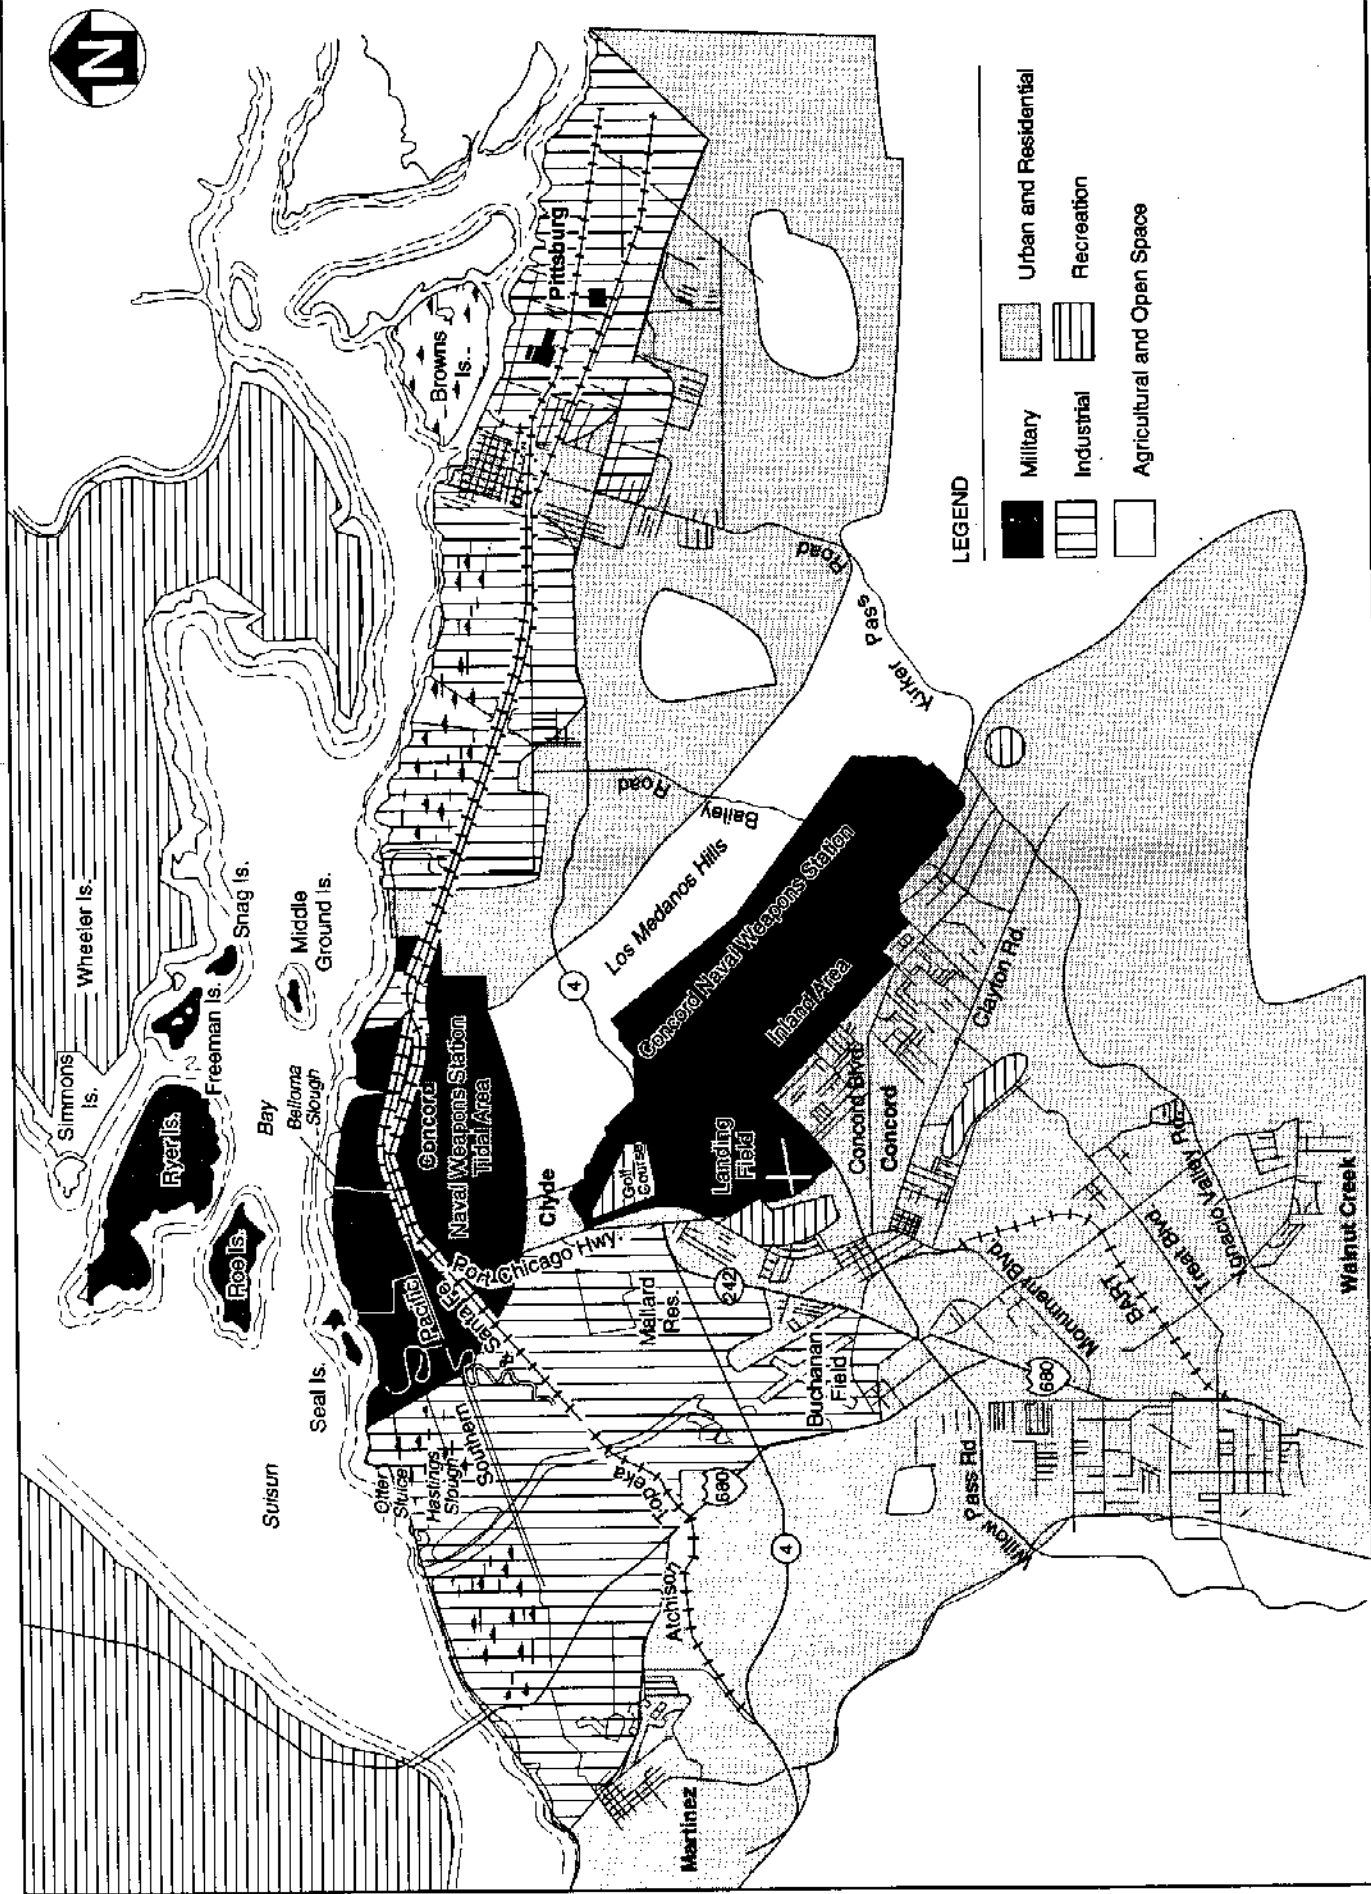 N
Simmons
Is.
Wheeler Is.
Ryer Is.
Freeman Is.
Snag Is.
Roe Is.
Middle
Ground Is.
Seal Is.
Suisun
Bay
Belloma
Slough
Browns
Is.
Pittsburg
Otter
Sluice
Hastings
Slough
Southern
Pacific
Concord
Naval Weapons Station
Tidal Area
Atchison
Topeka
Santa Fe
Port Chicago Hwy.
Clyde
4
Los Medanos Hills
Bailey
Road
Kirker
Pass
Road
Martinez
680
4
Mallard
Res.
242
Golf
Course
Landing
Field
Concord Naval Weapons Station
Inland Area
Buchanan
Field
Concord Blvd.
Concord
Clayton Rd.
Willow
Pass Rd
680
Monument Blvd.
BART
Treat Blvd
Ygnacio Valley Rd.
Walnut Creek
LEGEND
Military
Urban and Residential
Industrial
Recreation
Agricultural and Open Space